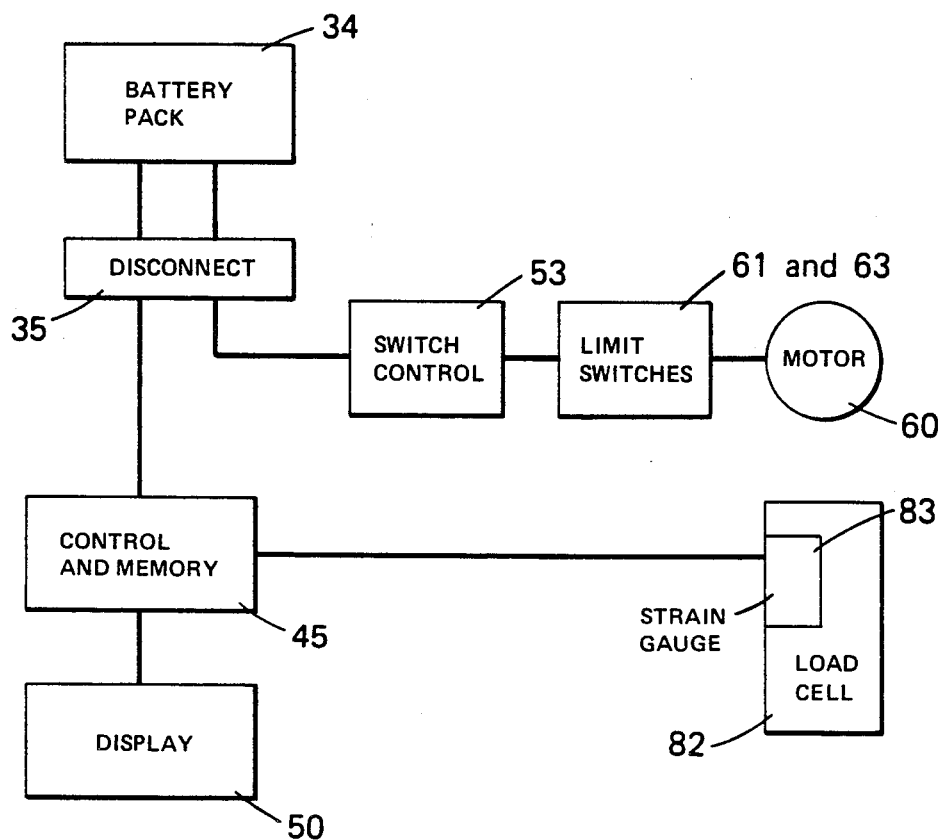 34
BATTERY
PACK
DISCONNECT
35
53
61 and 63
SWITCH
CONTROL
LIMIT
SWITCHES
MOTOR
60
CONTROL
AND MEMORY
45
83
STRAIN
GAUGE
LOAD
CELL
82
DISPLAY
50